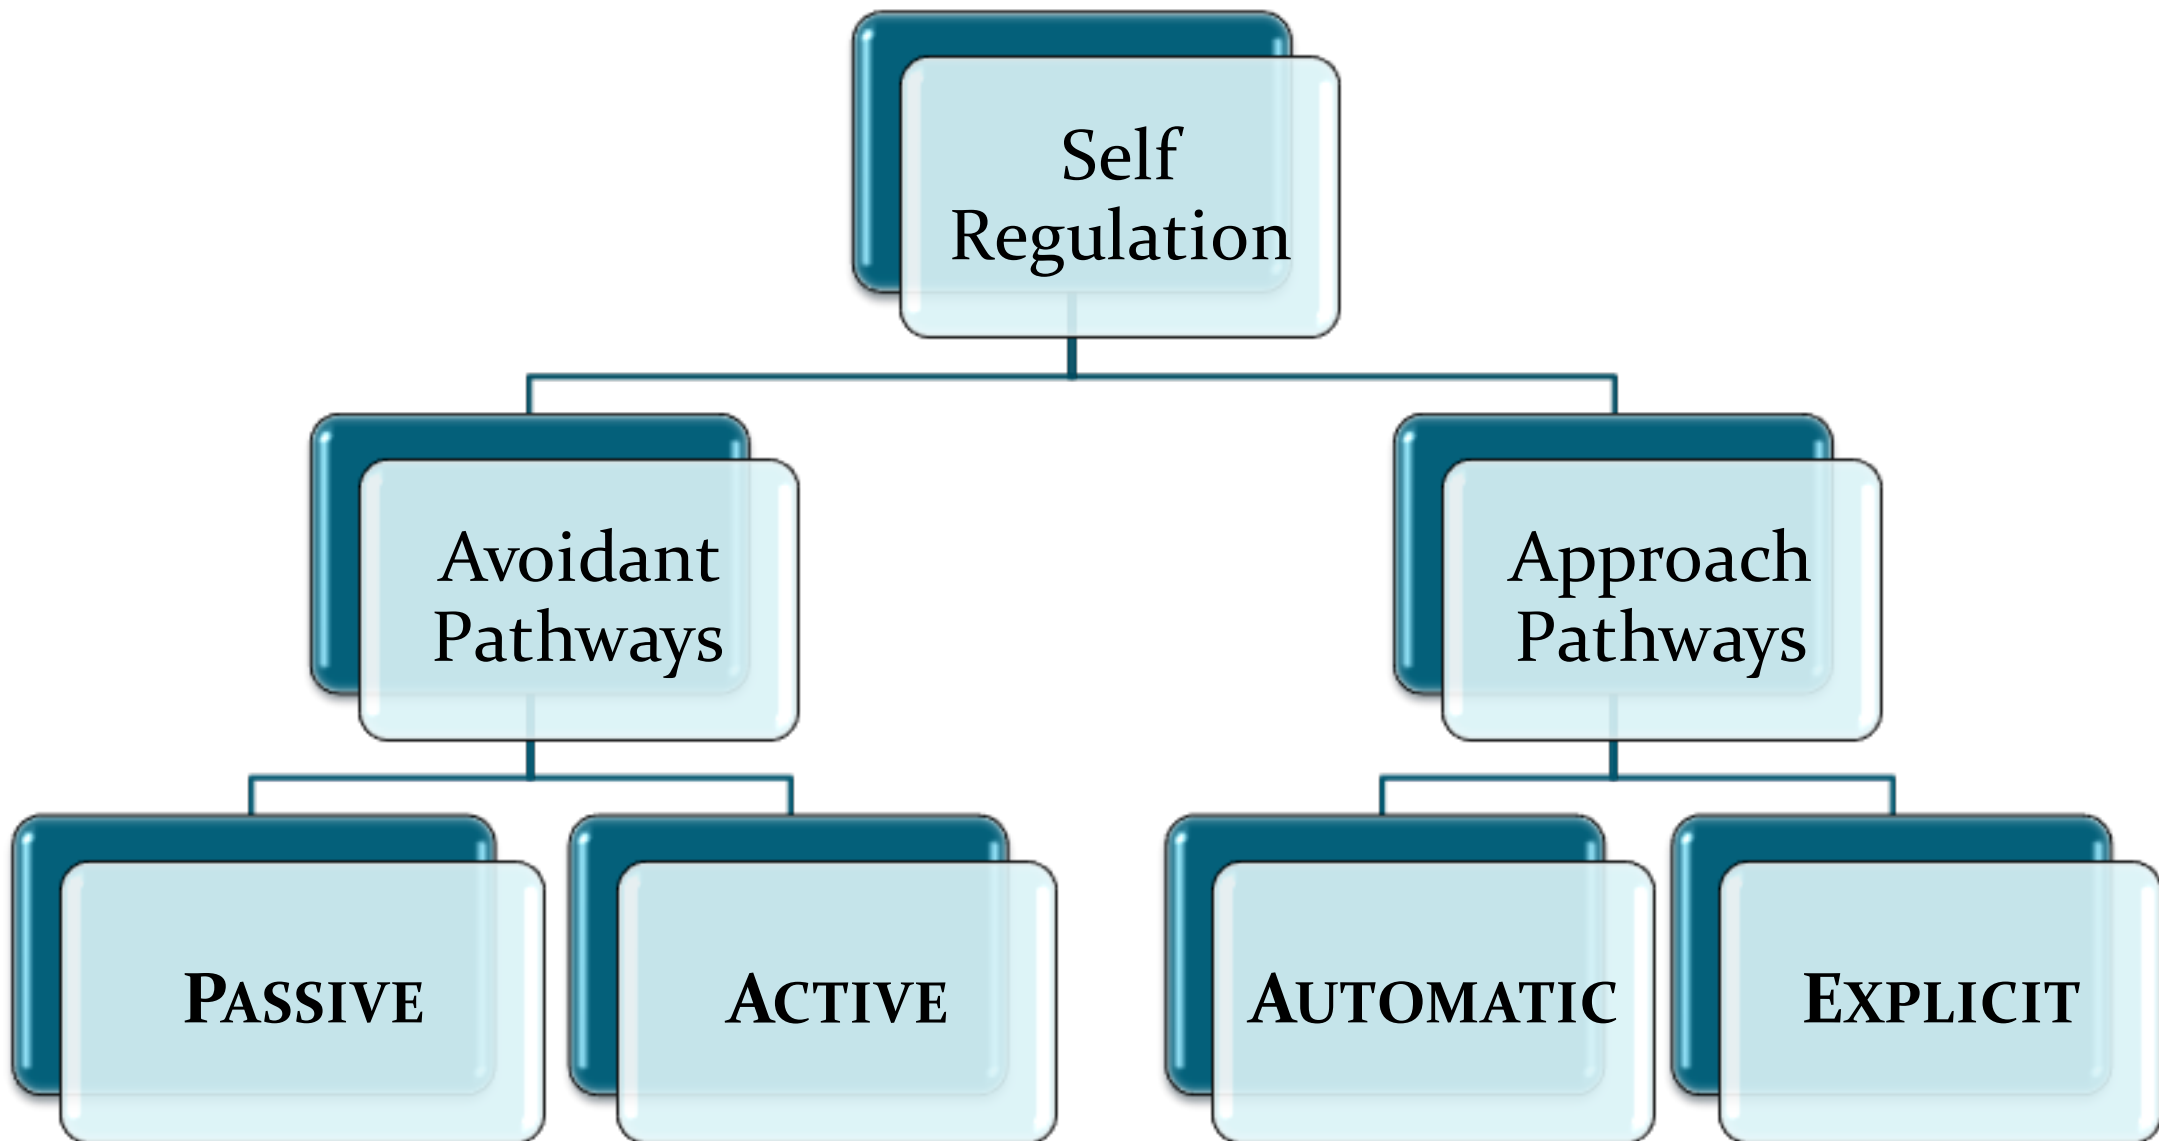 Self
Regulation
Avoidant
Pathways
Approach
Pathways
PASSIVE
ACTIVE
AUTOMATIC
EXPLICIT